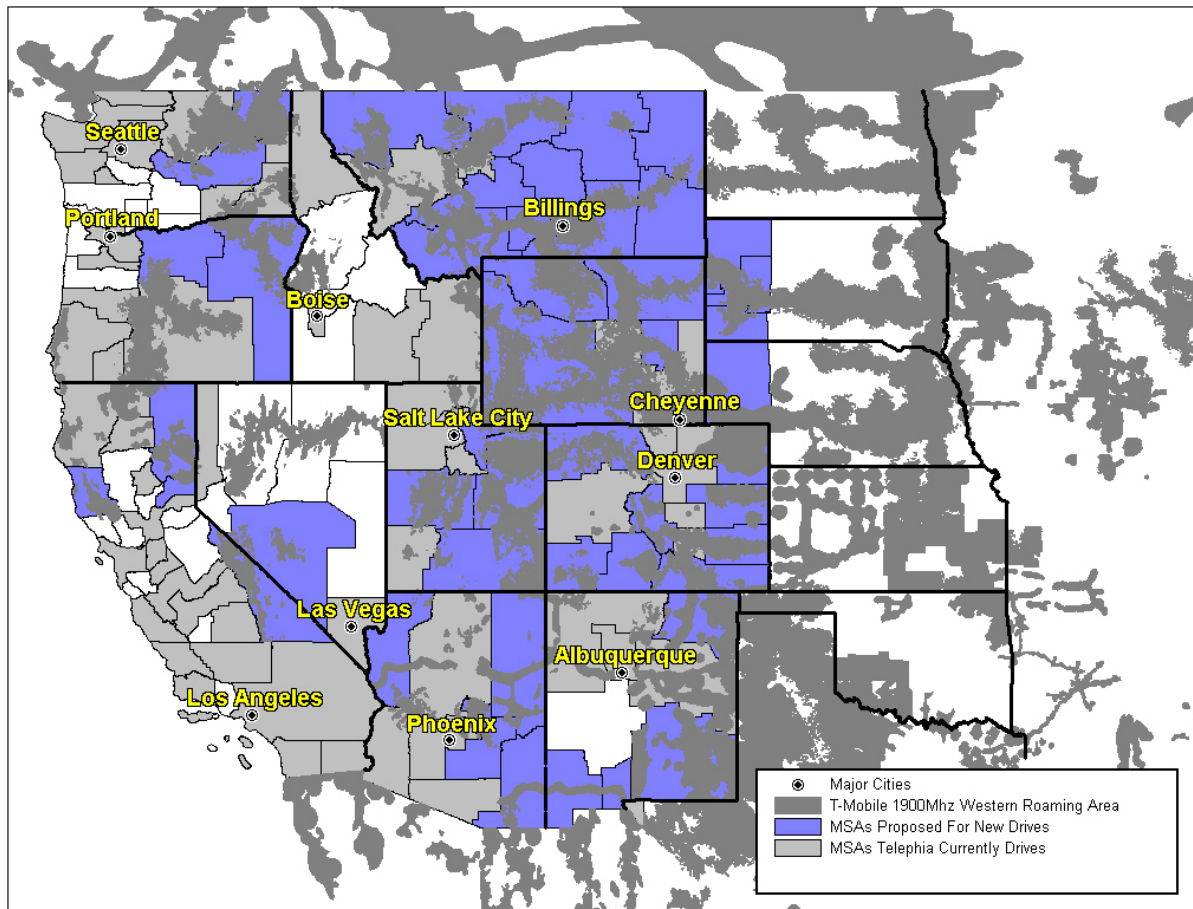 Seattle
Portland
Billings
Boise
Salt Lake City
Cheyenne
Denver
Las Vegas
Albuquerque
Los Angeles
Phoenix
Major Cities
T-Mobile 1900Mhz Western Roaming Area
MSAs Proposed For New Drives
MSAs Telephia Currently Drives